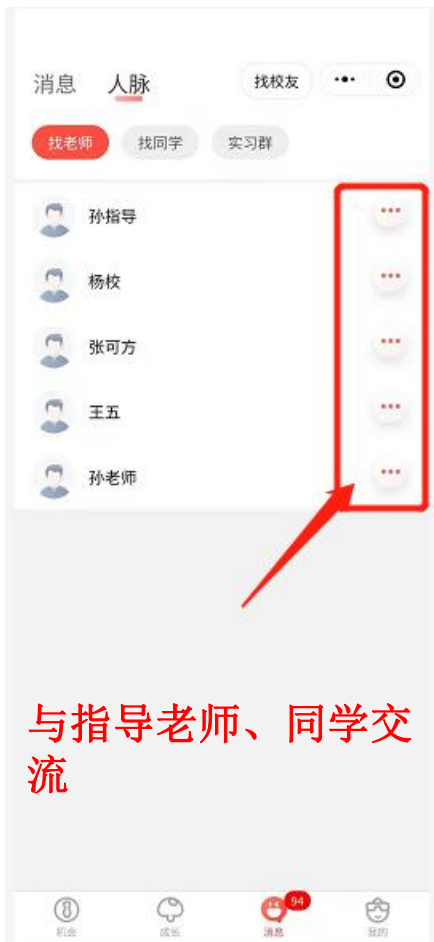 消息 人脉 找校友
找老师 找同学 实习群
孙指导
杨校
张可方
王五
孙老师
与指导老师、同学交
流
94
机会 成长 消息 我的